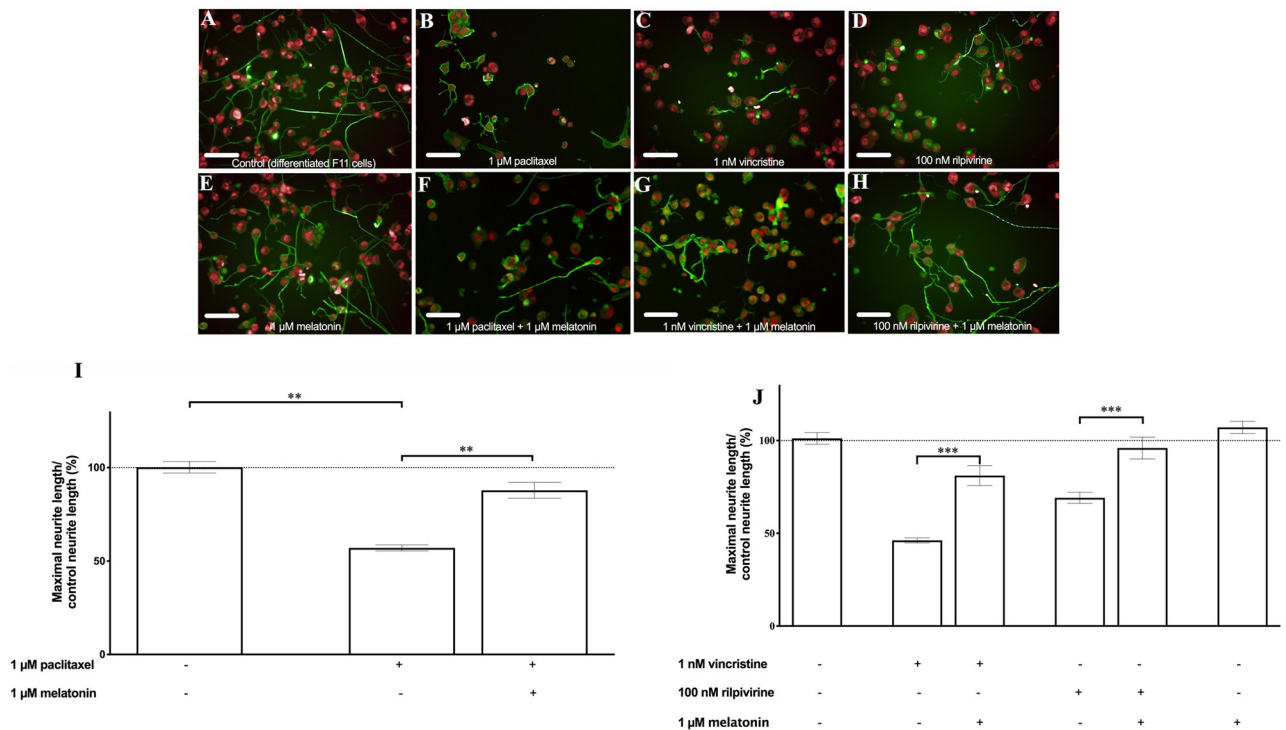 A
B
C
D
Control (differentiated F11 cells)
1 µM paclitaxel
1 nM vincristine
100 nM rilpivirine
E
F
G
H
1 µM melatonin
1 µM paclitaxel + 1 µM melatonin
1 nM vincristine + 1 µM melatonin
100 nM rilpivirine + 1 µM melatonin
I
**
**
Maximal neurite length/
control neurite length (%)
100
50
0
1 µM paclitaxel - + +
1 µM melatonin - - +
J
***
***
Maximal neurite length/
control neurite length (%)
100
50
0
1 nM vincristine - + + - - -
100 nM rilpivirine - - - + + -
1 µM melatonin - - + - + +